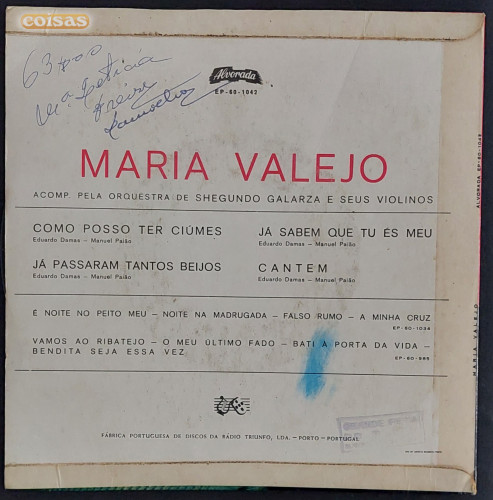 coisas
63$00
Mª Letícia
Freire
Alvorada
EP-60-1042
MARIA VALEJO
ACOMP. PELA ORQUESTRA DE SHEGUNDO GALARZA E SEUS VIOLINOS
COMO POSSO TER CIÚMES
Eduardo Damas – Manuel Paião
JÁ SABEM QUE TU ÉS MEU
Eduardo Damas – Manuel Paião
JÁ PASSARAM TANTOS BEIJOS
Eduardo Damas – Manuel Paião
CANTEM
Eduardo Damas – Manuel Paião
É NOITE NO PEITO MEU – NOITE NA MADRUGADA – FALSO RUMO – A MINHA CRUZ
EP-60-1034
VAMOS AO RIBATEJO – O MEU ÚLTIMO FADO – BATI À PORTA DA VIDA –
BENDITA SEJA ESSA VEZ
FÁBRICA PORTUGUESA DE DISCOS DA RÁDIO TRIUNFO, LDA. – PORTO – PORTUGAL
ALVORADA EP-60-1042
MARIA VALEJO